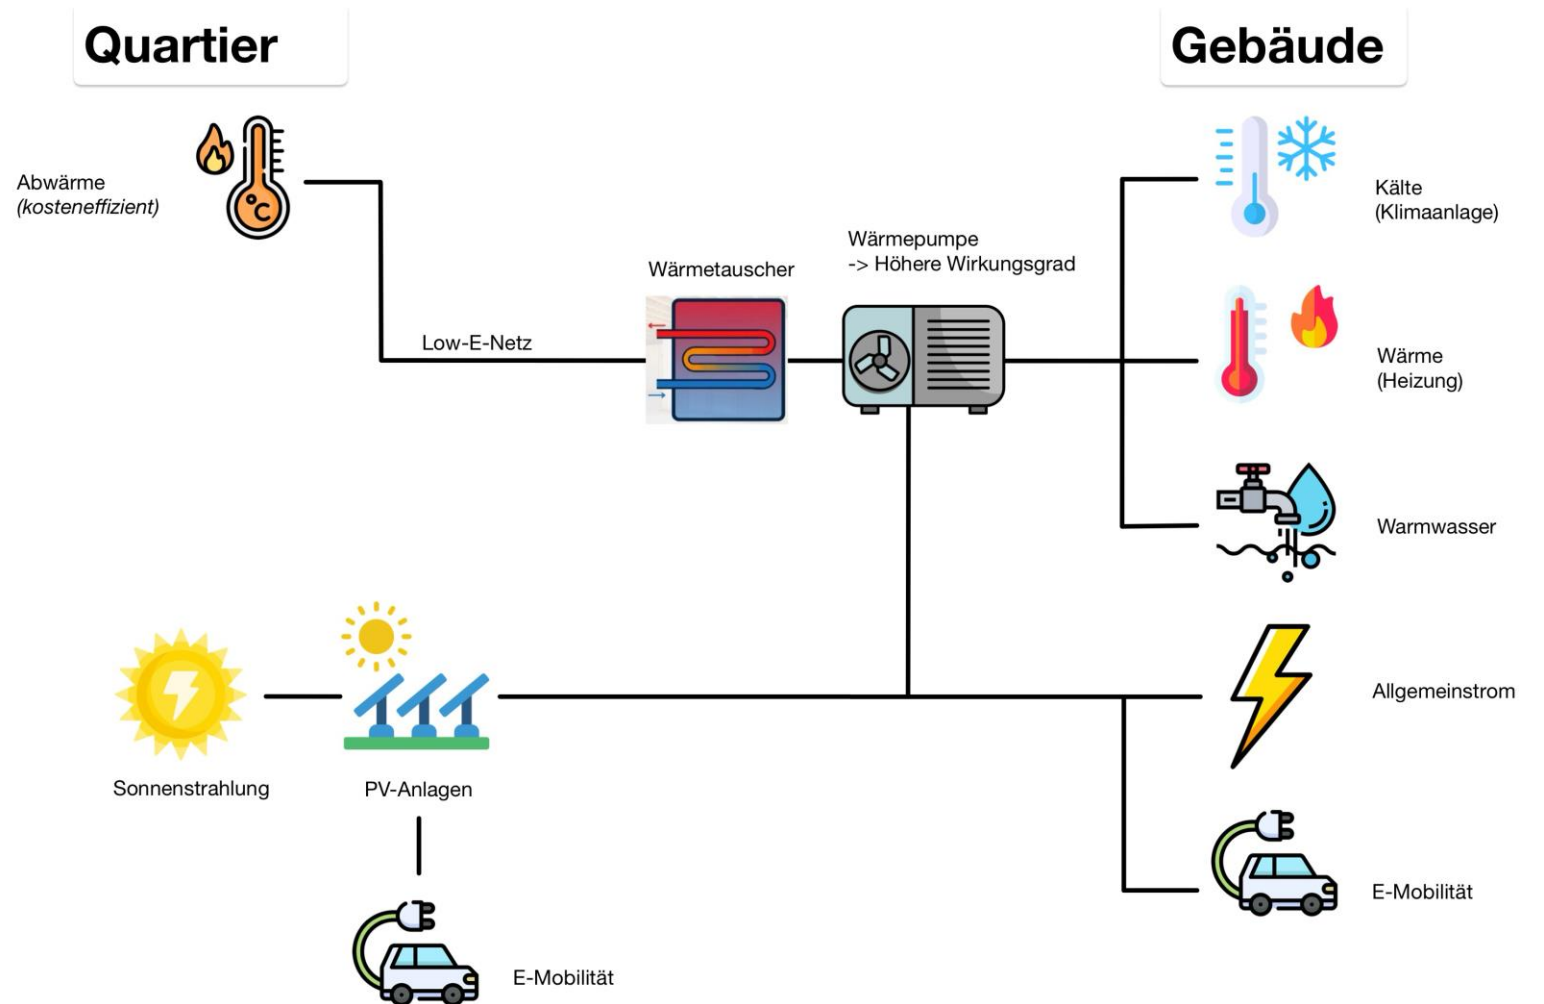 Quartier
Gebäude
Abwärme
(kosteneffizient)
°C
Kälte
(Klimaanlage)
Wärmepumpe
-> Höhere Wirkungsgrad
Wärmetauscher
Low-E-Netz
Wärme
(Heizung)
Warmwasser
Allgemeinstrom
Sonnenstrahlung
PV-Anlagen
E-Mobilität
E-Mobilität